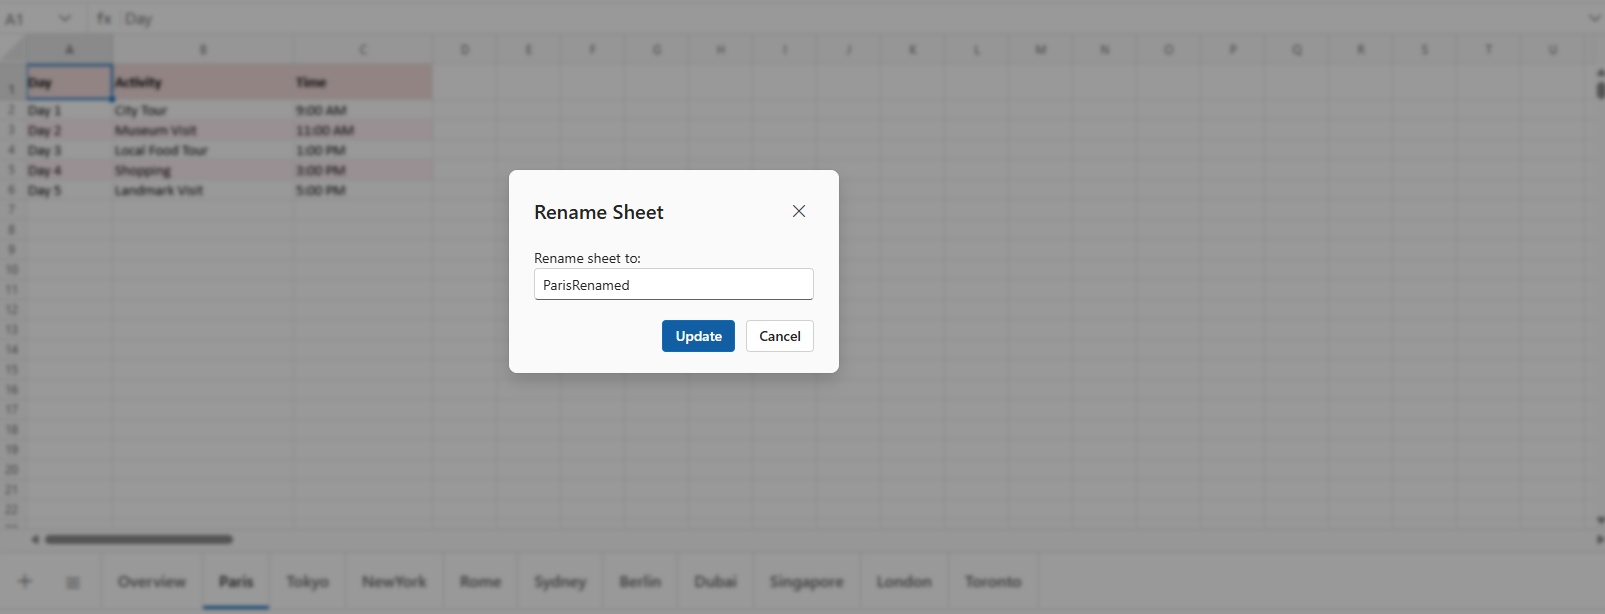 A1 fx Day
A B C D E F G H I J K L M N O P Q R S T U
1 Day Activity Time
2 Day 1 City Tour 9:00 AM
3 Day 2 Museum Visit 11:00 AM
4 Day 3 Local Food Tour 1:00 PM
5 Day 4 Shopping 3:00 PM
6 Day 5 Landmark Visit 5:00 PM
7
8
9
10
11
12
13
14
15
16
17
18
19
20
21
22
Rename Sheet
Rename sheet to:
ParisRenamed
Update Cancel
Overview Paris Tokyo NewYork Rome Sydney Berlin Dubai Singapore London Toronto